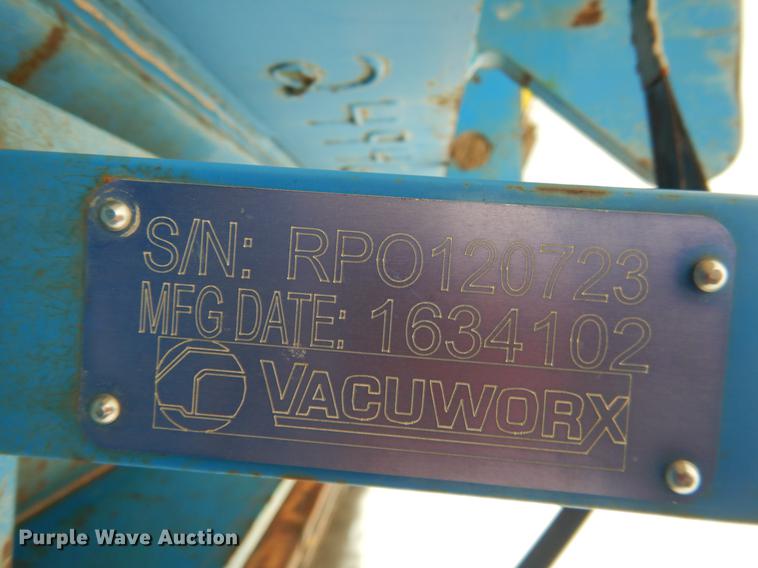 S/N: RPO120723
MFG DATE: 1634102
VACUWORX
Purple Wave Auction